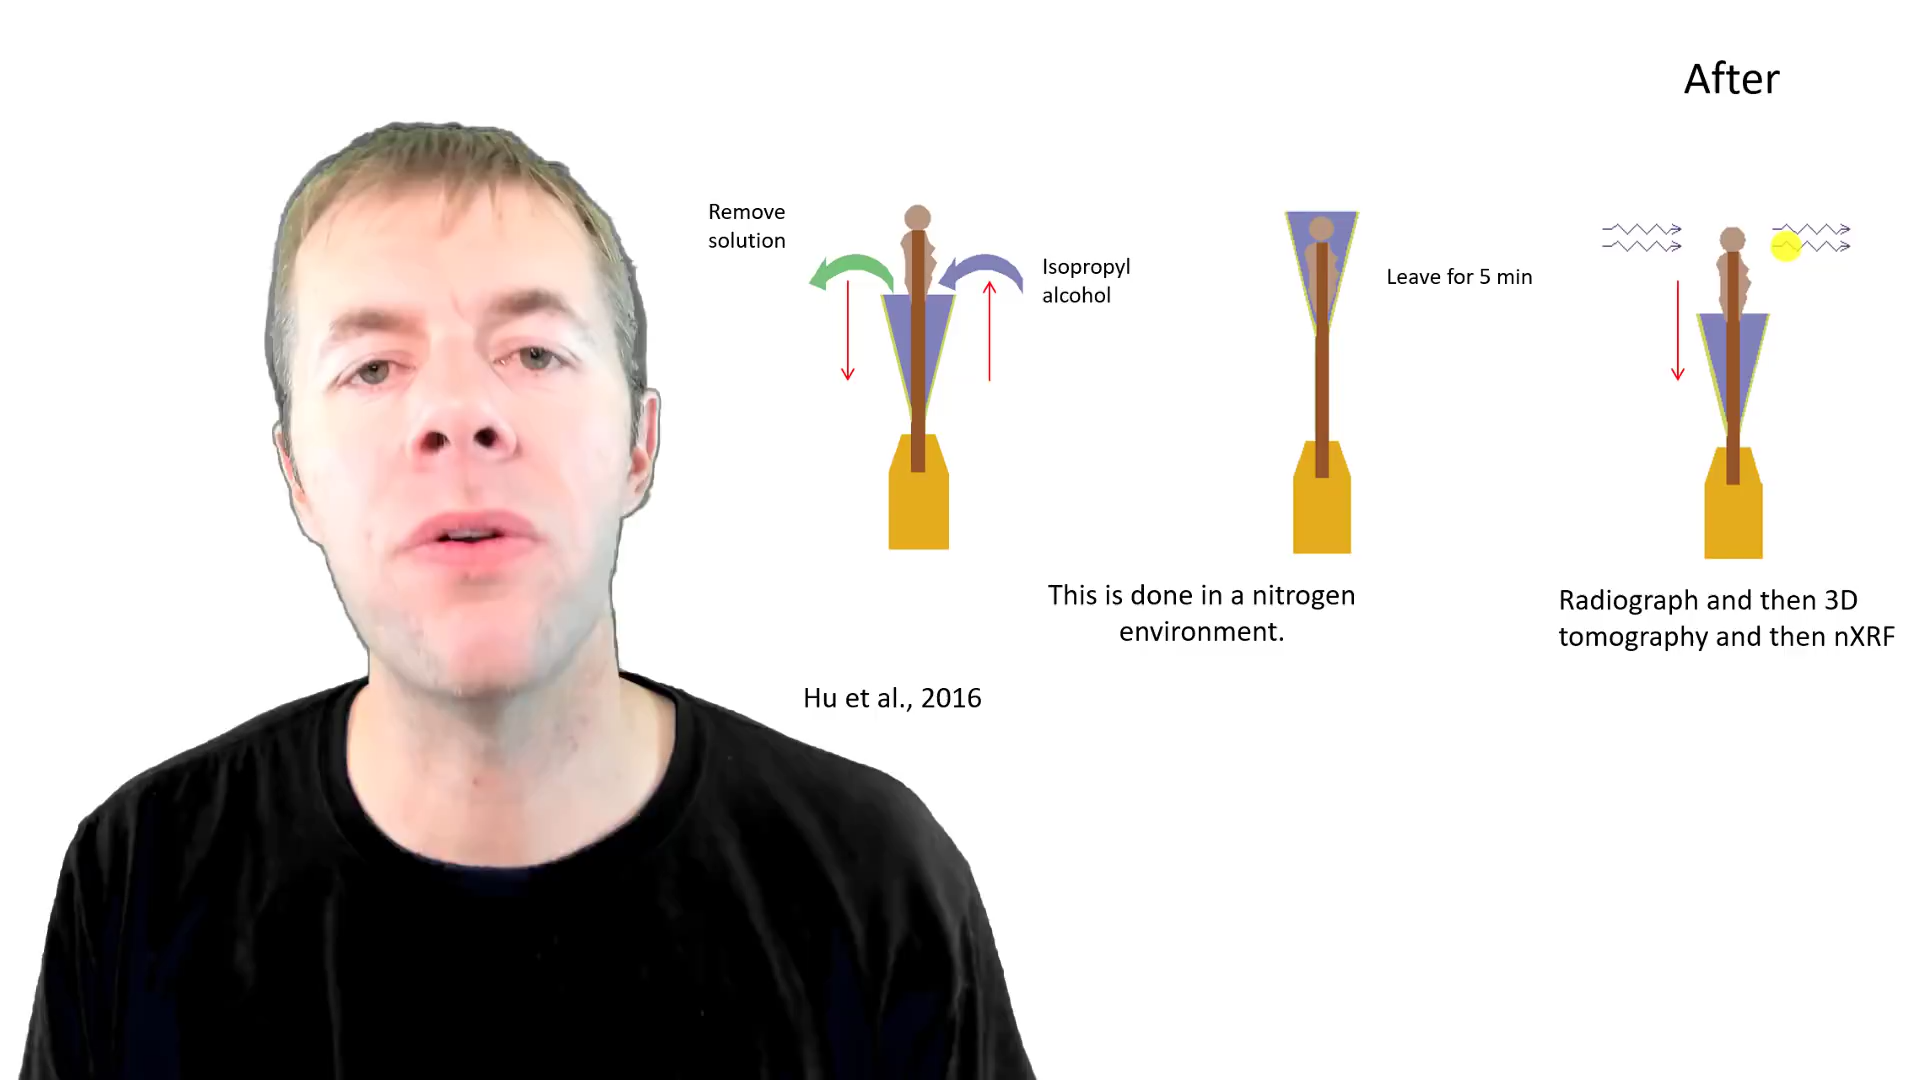 After
Remove
solution
Isopropyl
alcohol
Leave for 5 min
This is done in a nitrogen
environment.
Radiograph and then 3D
tomography and then nXRF
Hu et al., 2016